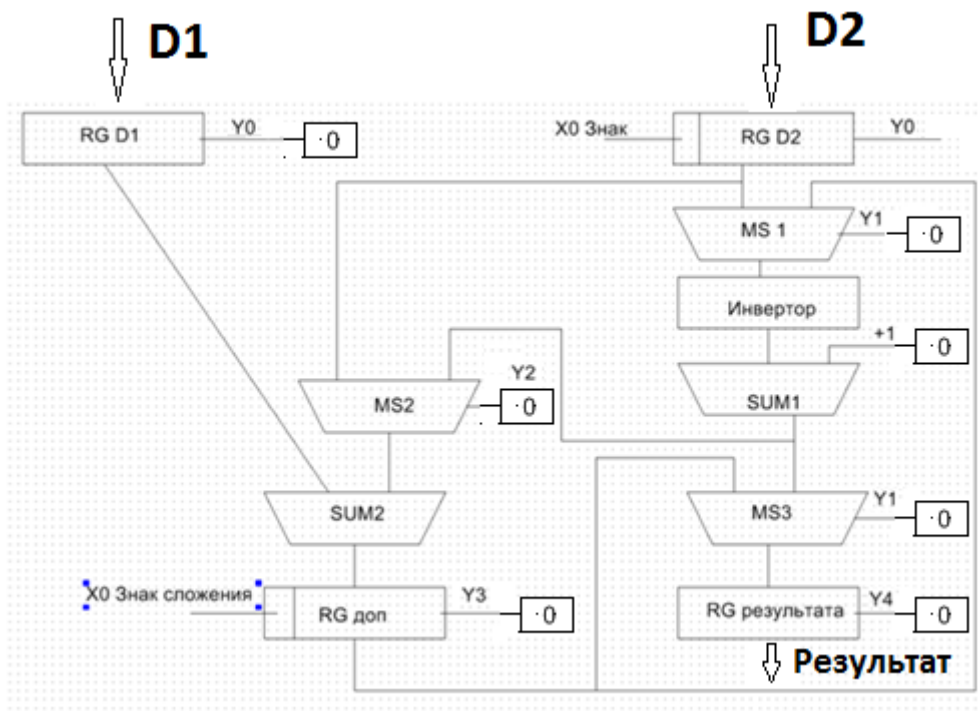 D1
D2
RG D1
Y0
·0
X0 Знак
RG D2
Y0
MS 1
Y1
·0
Инвертор
+1
·0
SUM1
Y2
MS2
·0
SUM2
MS3
Y1
·0
X0 Знак сложения
RG доп
Y3
·0
RG результата
Y4
·0
Результат